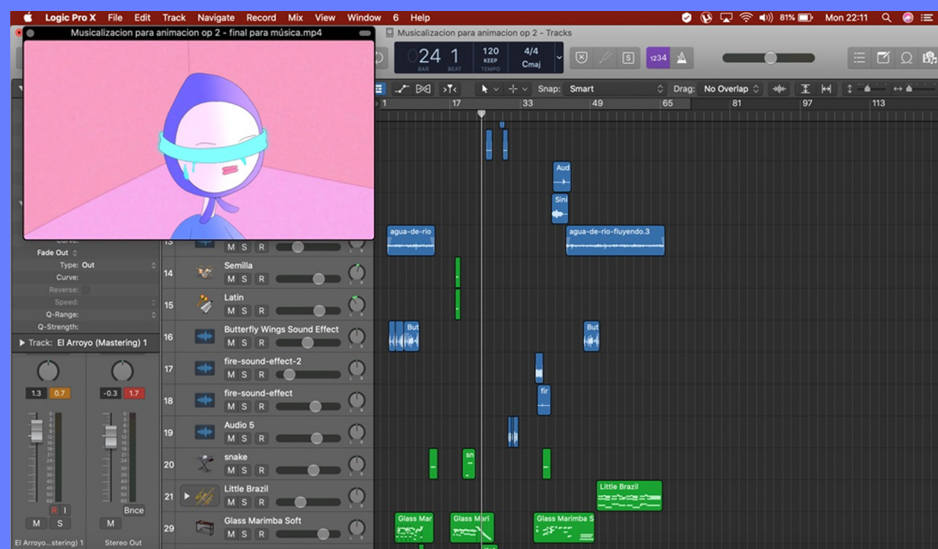 Logic Pro X File Edit Track Navigate Record Mix View Window 6 Help 81% Mon 22:11
Musicalizacion para animacion op 2 - final para música.mp4
Musicalizacion para animacion op 2 - Tracks
24 1 120 4/4
KEEP Cmaj
BAR BEAT TEMPO
S
1234
Snap: Smart Drag: No Overlap
1 17 33 49 65 81 97 113
Aud
Sini
agua-de-rio
agua-de-rio-fluyendo.3
Fade Out
Type: Out
Curve:
Reverse:
Speed:
Q-Range:
Q-Strength:
Track: El Arroyo (Mastering) 1
1.3 0.7 -0.3 1.7
R I Bnce
M S M
El Arroyo...stering) 1 Stereo Out
13
M S R
14 Semilla
M S R
15 Latin
M S R
16 Butterfly Wings Sound Effect
M S R
But
But
17 fire-sound-effect-2
M S R
18 fire-sound-effect
M S R
fir
19 Audio 5
M S R
20 snake
M S R
sn
21 Little Brazil
M S R
Little Brazil
29 Glass Marimba Soft
M S R
Glass Mar
Glass Mari
Glass Marimba S